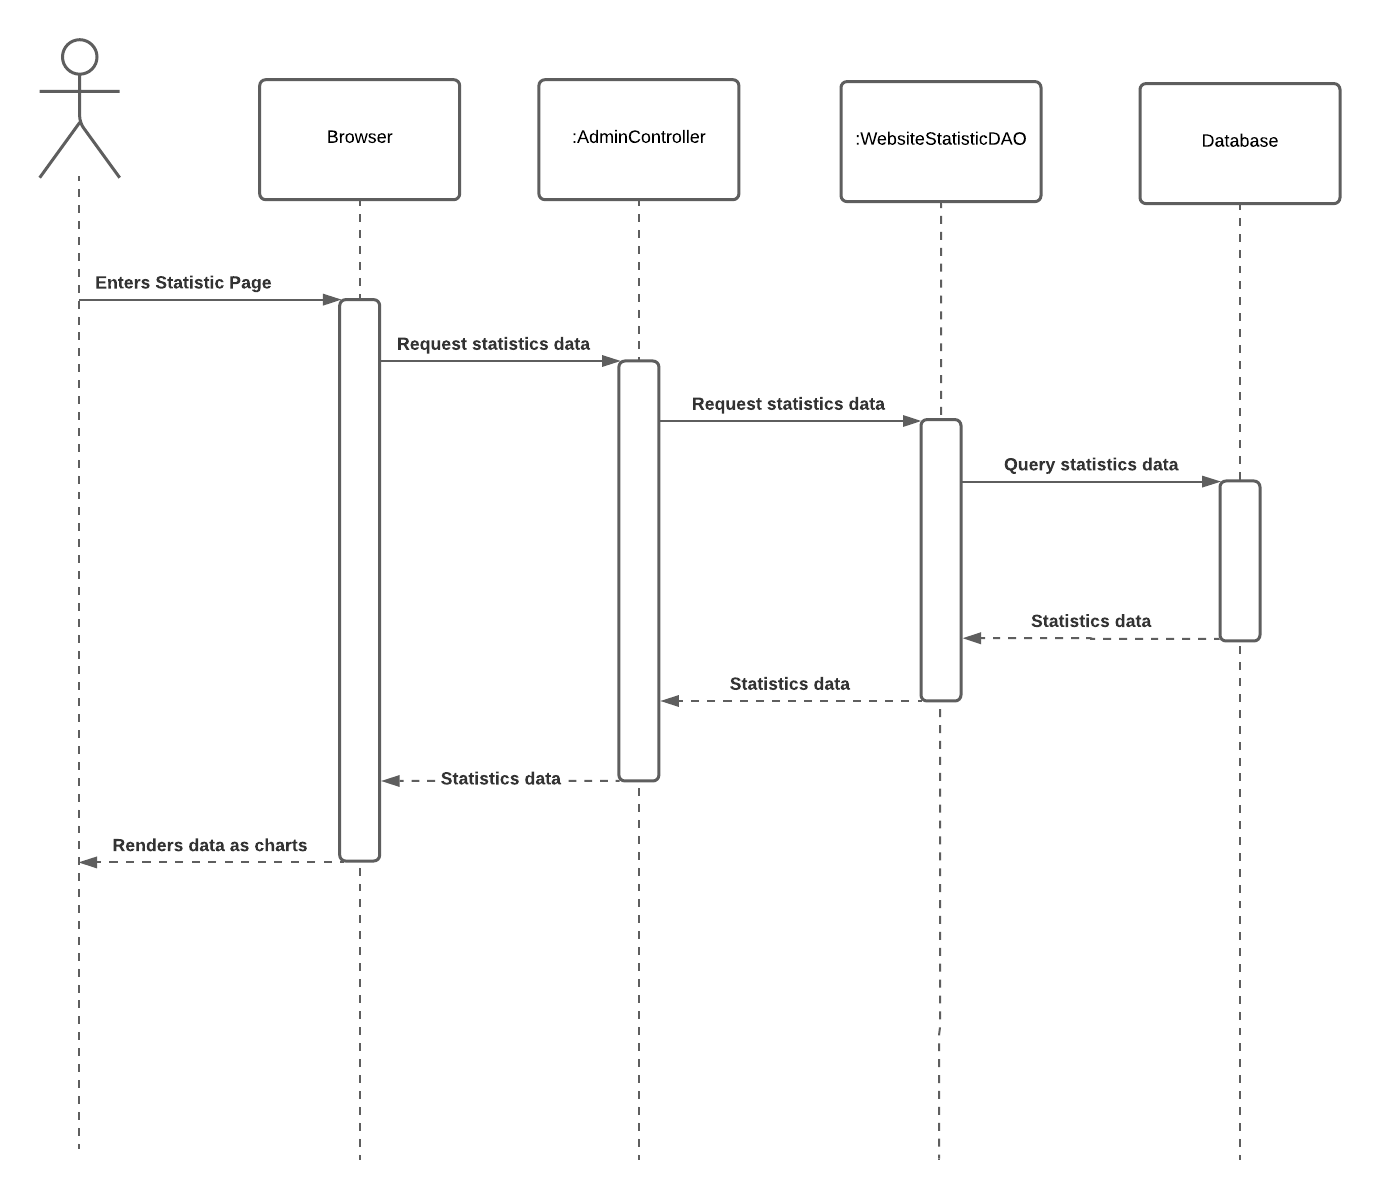 Browser
:AdminController
:WebsiteStatisticDAO
Database
Enters Statistic Page
Request statistics data
Request statistics data
Query statistics data
Statistics data
Statistics data
Statistics data
Renders data as charts